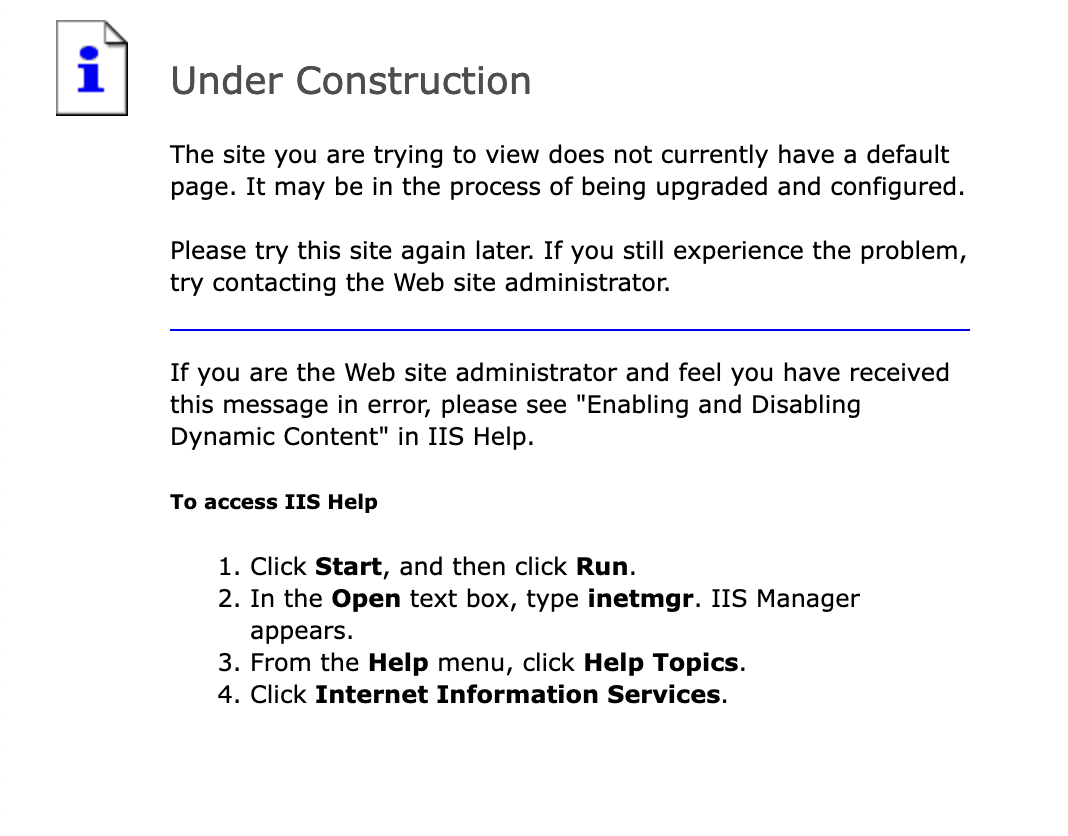 Under Construction
The site you are trying to view does not currently have a default
page. It may be in the process of being upgraded and configured.
Please try this site again later. If you still experience the problem,
try contacting the Web site administrator.
If you are the Web site administrator and feel you have received
this message in error, please see "Enabling and Disabling
Dynamic Content" in IIS Help.
To access IIS Help
1. Click Start, and then click Run.
2. In the Open text box, type inetmgr. IIS Manager
appears.
3. From the Help menu, click Help Topics.
4. Click Internet Information Services.